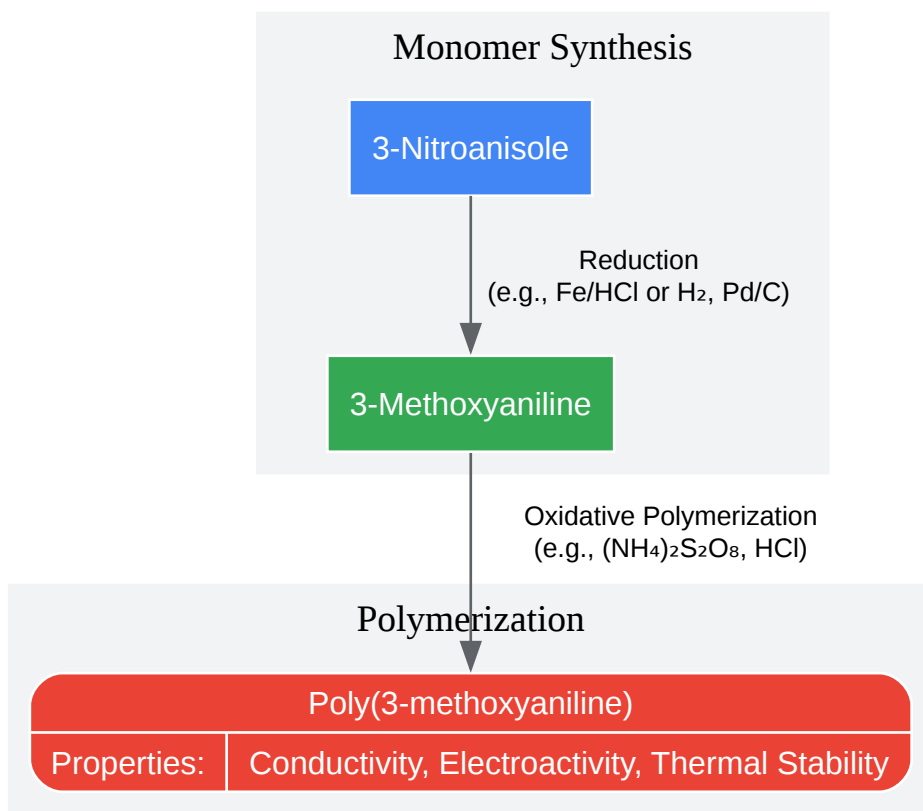 Monomer Synthesis
3-Nitroanisole
Reduction
(e.g., Fe/HCl or H₂, Pd/C)
3-Methoxyaniline
Oxidative Polymerization
(e.g., (NH₄)₂S₂O₈, HCl)
Polymerization
Poly(3-methoxyaniline)
Properties: Conductivity, Electroactivity, Thermal Stability